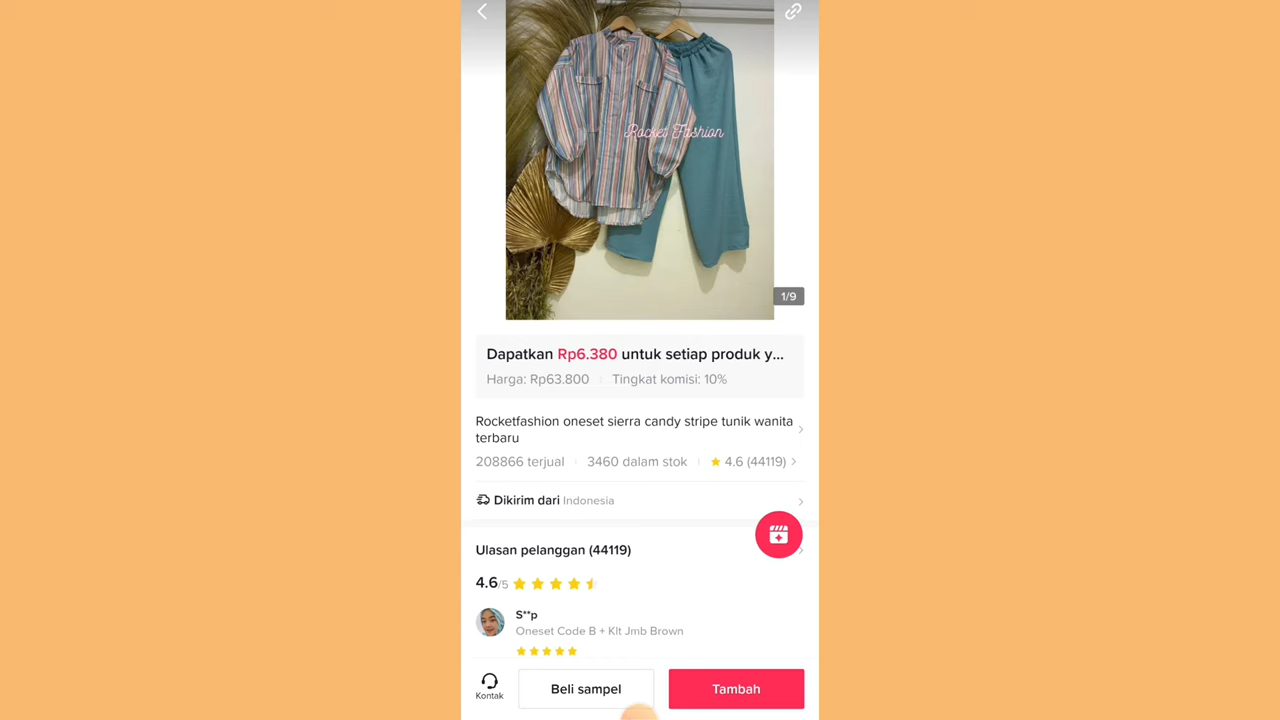 Rocket Fashion
1/9
Dapatkan Rp6.380 untuk setiap produk y...
Harga: Rp63.800 Tingkat komisi: 10%
Rocketfashion oneset sierra candy stripe tunik wanita
terbaru
208866 terjual 3460 dalam stok 4.6 (44119)
Dikirim dari Indonesia
Ulasan pelanggan (44119)
4.6/5
S**p
Oneset Code B + Klt Jmb Brown
Kontak
Beli sampel
Tambah